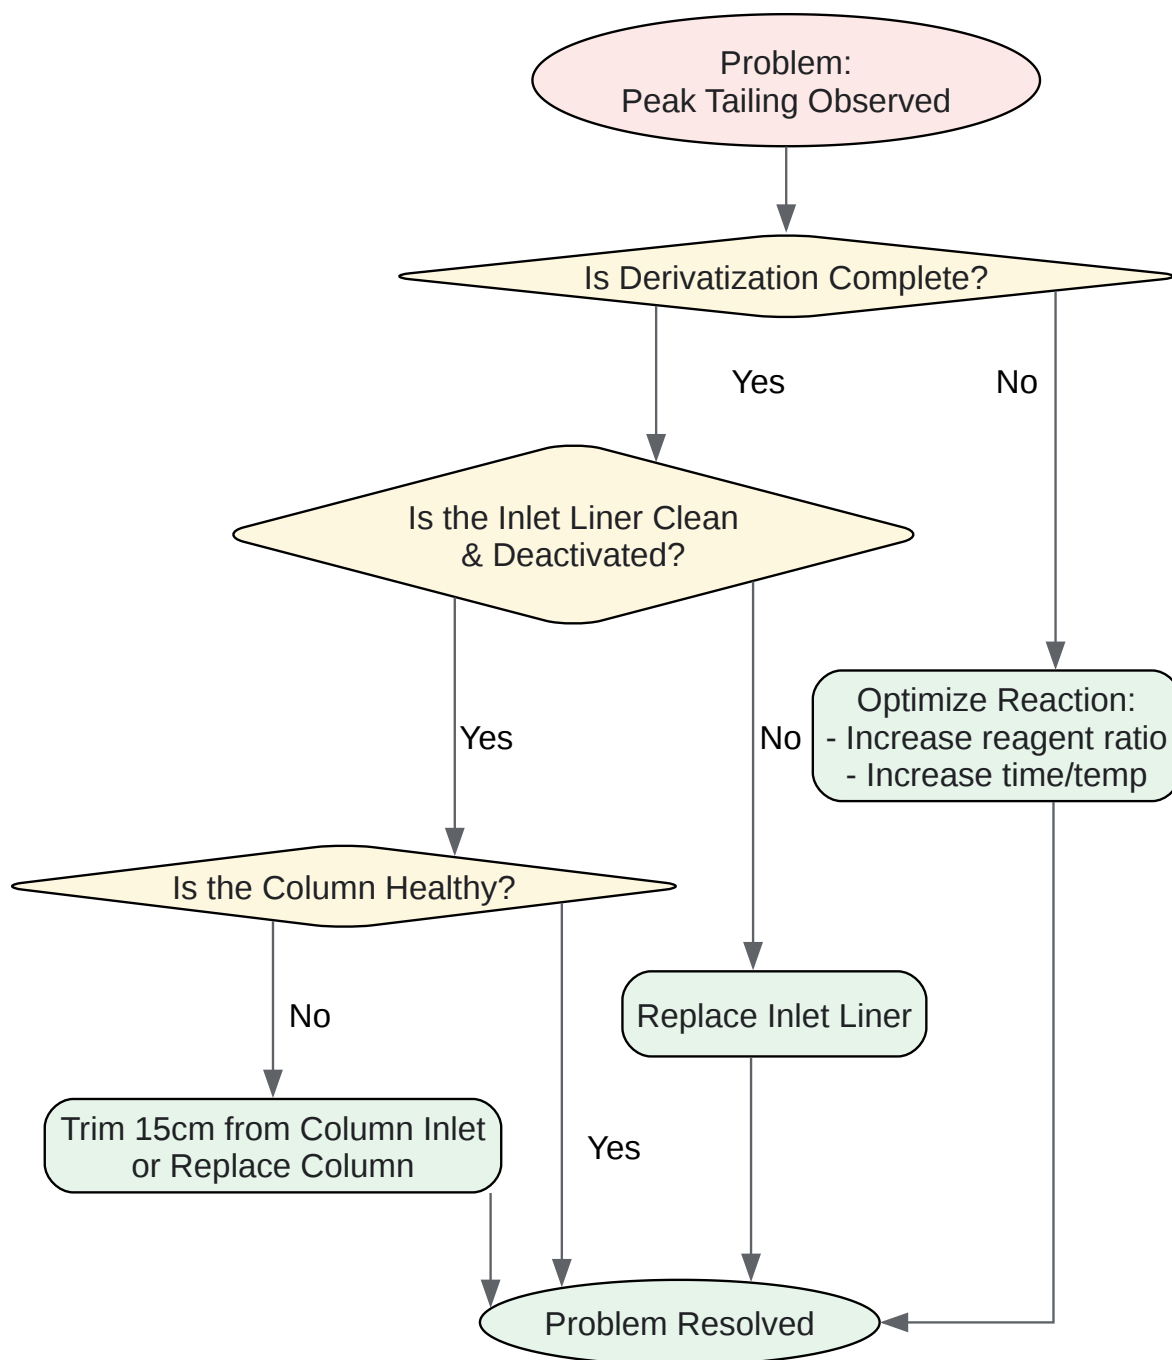 Problem:
Peak Tailing Observed
Is Derivatization Complete?
Yes
No
Is the Inlet Liner Clean
& Deactivated?
Optimize Reaction:
- Increase reagent ratio
- Increase time/temp
Yes
No
Is the Column Healthy?
No
Replace Inlet Liner
Trim 15cm from Column Inlet
or Replace Column
Yes
Problem Resolved